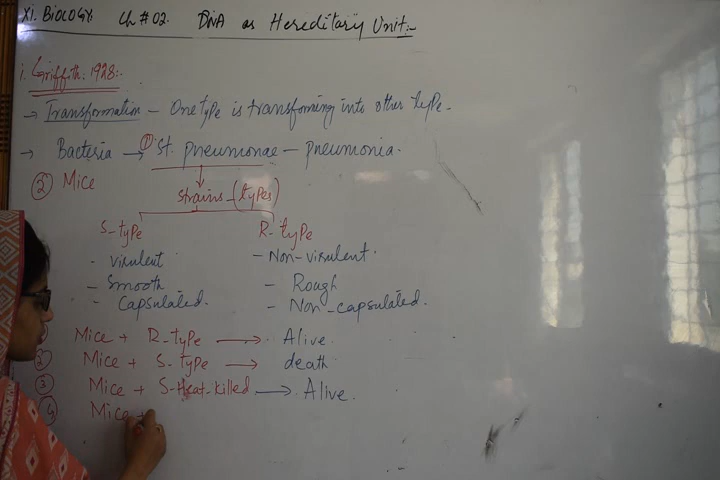 XI. BIOLOGY. Ch # 02. DNA as Hereditary Unit:-
i. Griffith. 1928:-
→ Transformation - One type is transforming into other type.
→ Bacteria → ① St. pneumonae - pneumonia.
② Mice
Strains - (types)
S-type R-type
- Virulent - Non-virulent.
- Smooth - Rough
- Capsulated. - Non-capsulated.
Mice + R-type → Alive.
② Mice + S-type → death
③ Mice + S-Heat-killed → Alive.
④ Mice +